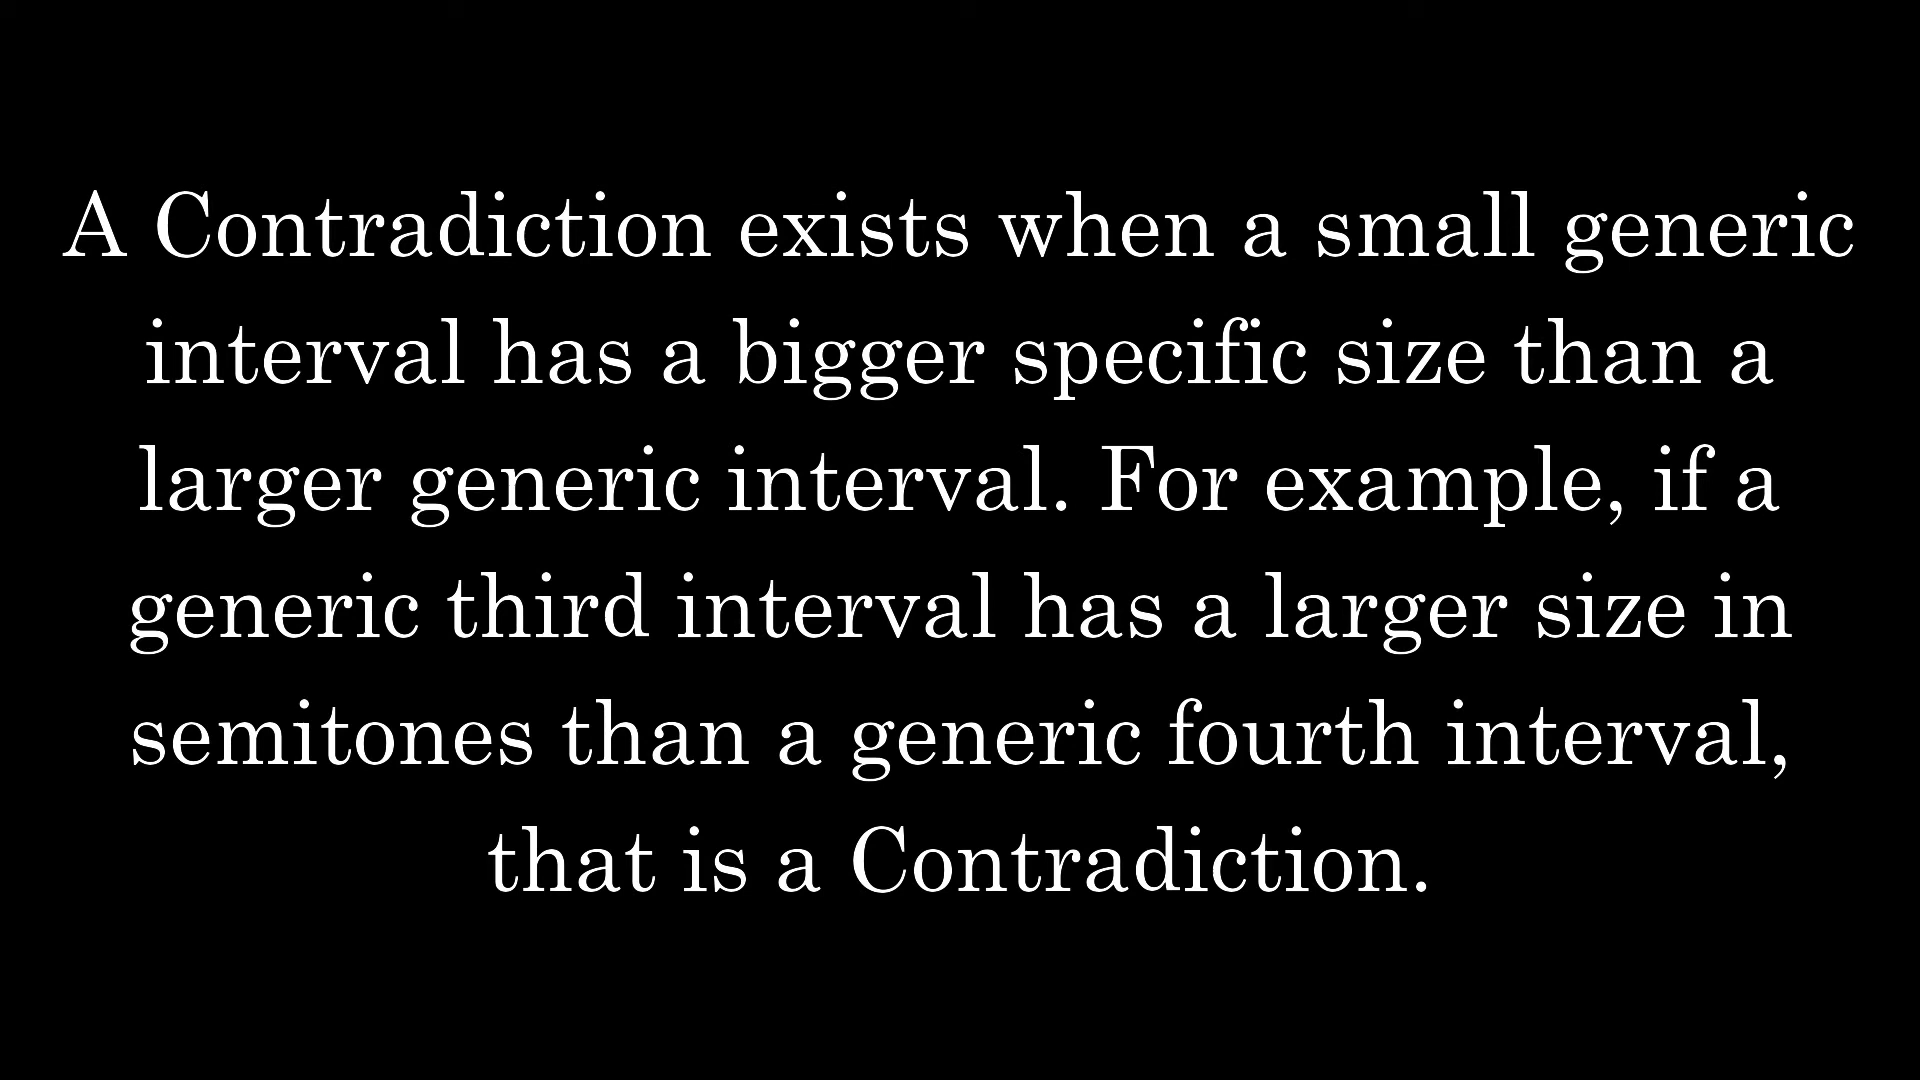 A Contradiction exists when a small generic
interval has a bigger specific size than a
larger generic interval. For example, if a
generic third interval has a larger size in
semitones than a generic fourth interval,
that is a Contradiction.